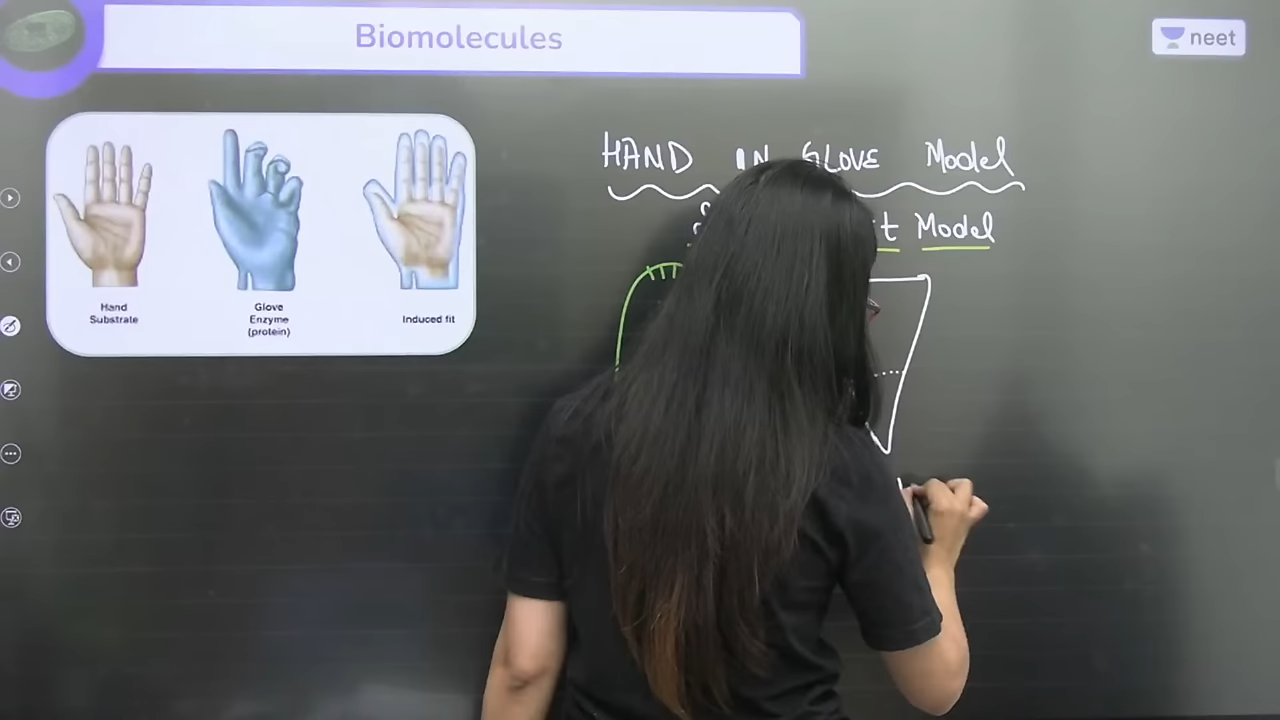 Biomolecules
neet
Hand
Substrate
Glove
Enzyme
(protein)
Induced fit
HAND IN GLOVE Model
Model